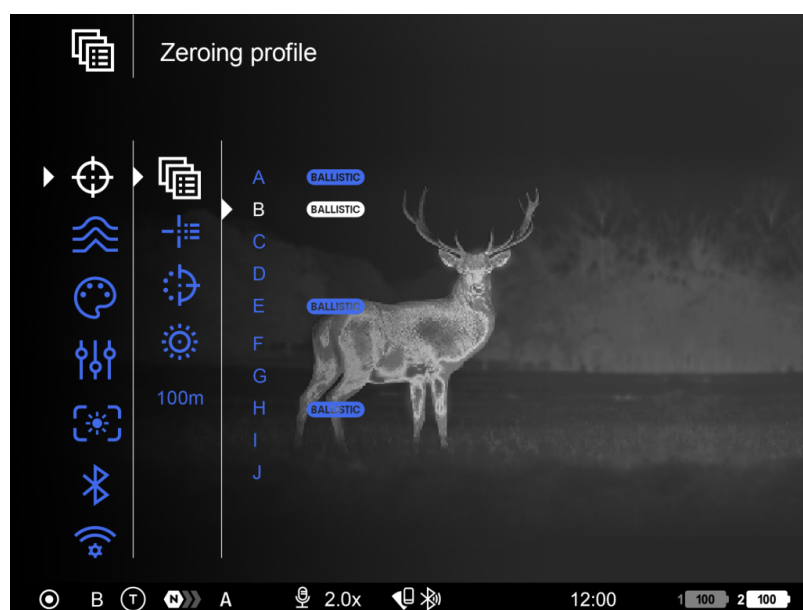 Zeroing profile
A BALLISTIC
B BALLISTIC
C
D
E BALLISTIC
F
G
100m
H BALLISTIC
I
J
B T N A 2.0x 12:00 1 100 2 100